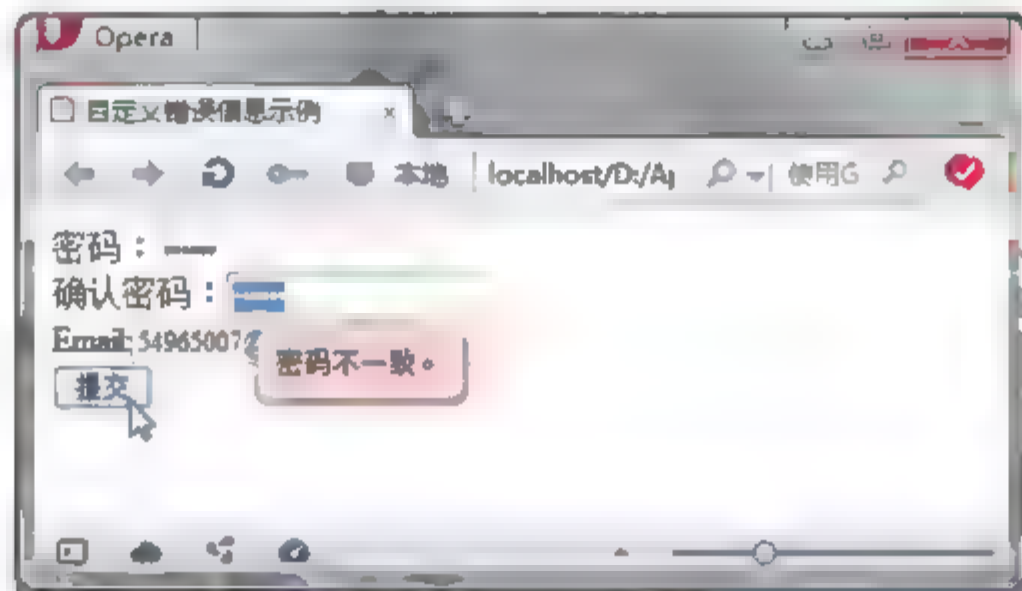 Opera
自定义错误信息示例 ×
本地 localhost/D:/A 使用G
密码：
确认密码：
Email: 54965007
密码不一致。
提交